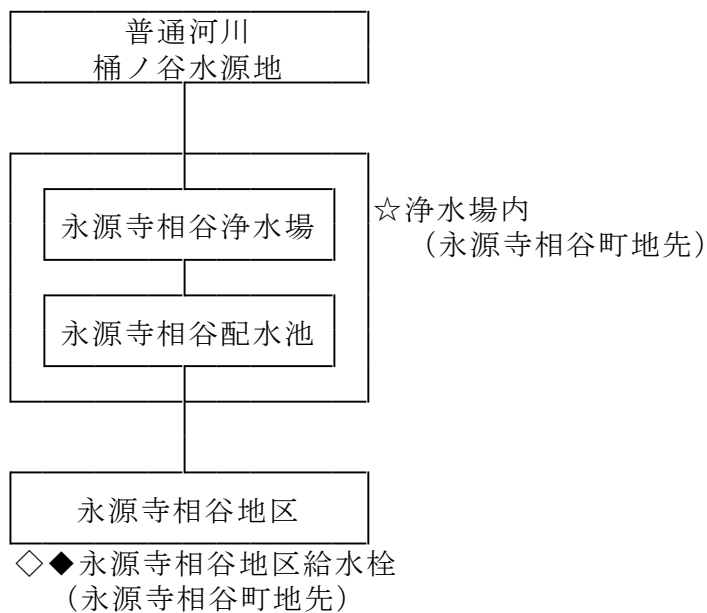 普通河川
桶ノ谷水源地
☆浄水場内
永源寺相谷浄水場
（永源寺相谷町地先）
永源寺相谷配水池
永源寺相谷地区
◇◆永源寺相谷地区給水栓
（永源寺相谷町地先）